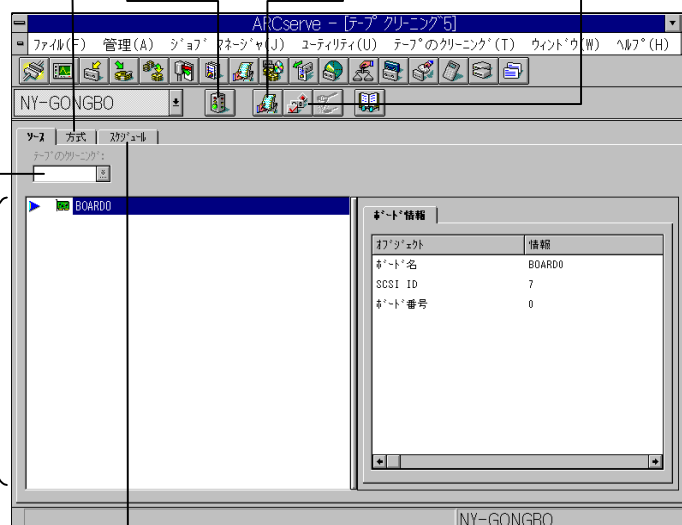 ARCserve - [ﾃｰﾌﾟ ｸﾘｰﾆﾝｸﾞ5]
ﾌｧｲﾙ(F) 管理(A) ｼﾞｮﾌﾞ ﾏﾈｰｼﾞｬ(J) ﾕｰﾃｨﾘﾃｨ(U) ﾃｰﾌﾟのｸﾘｰﾆﾝｸﾞ(T) ｳｨﾝﾄﾞｳ(W) ﾍﾙﾌﾟ(H)
NY-GONGBO
ｿｰｽ 方式 ｽｹｼﾞｭｰﾙ
ﾃｰﾌﾟのｸﾘｰﾆﾝｸﾞ:
BOARD0
ﾎﾞｰﾄﾞ情報
ｵﾌﾞｼﾞｪｸﾄ 情報
ﾎﾞｰﾄﾞ名 BOARD0
SCSI ID 7
ﾎﾞｰﾄﾞ番号 0
NY-GONGBO